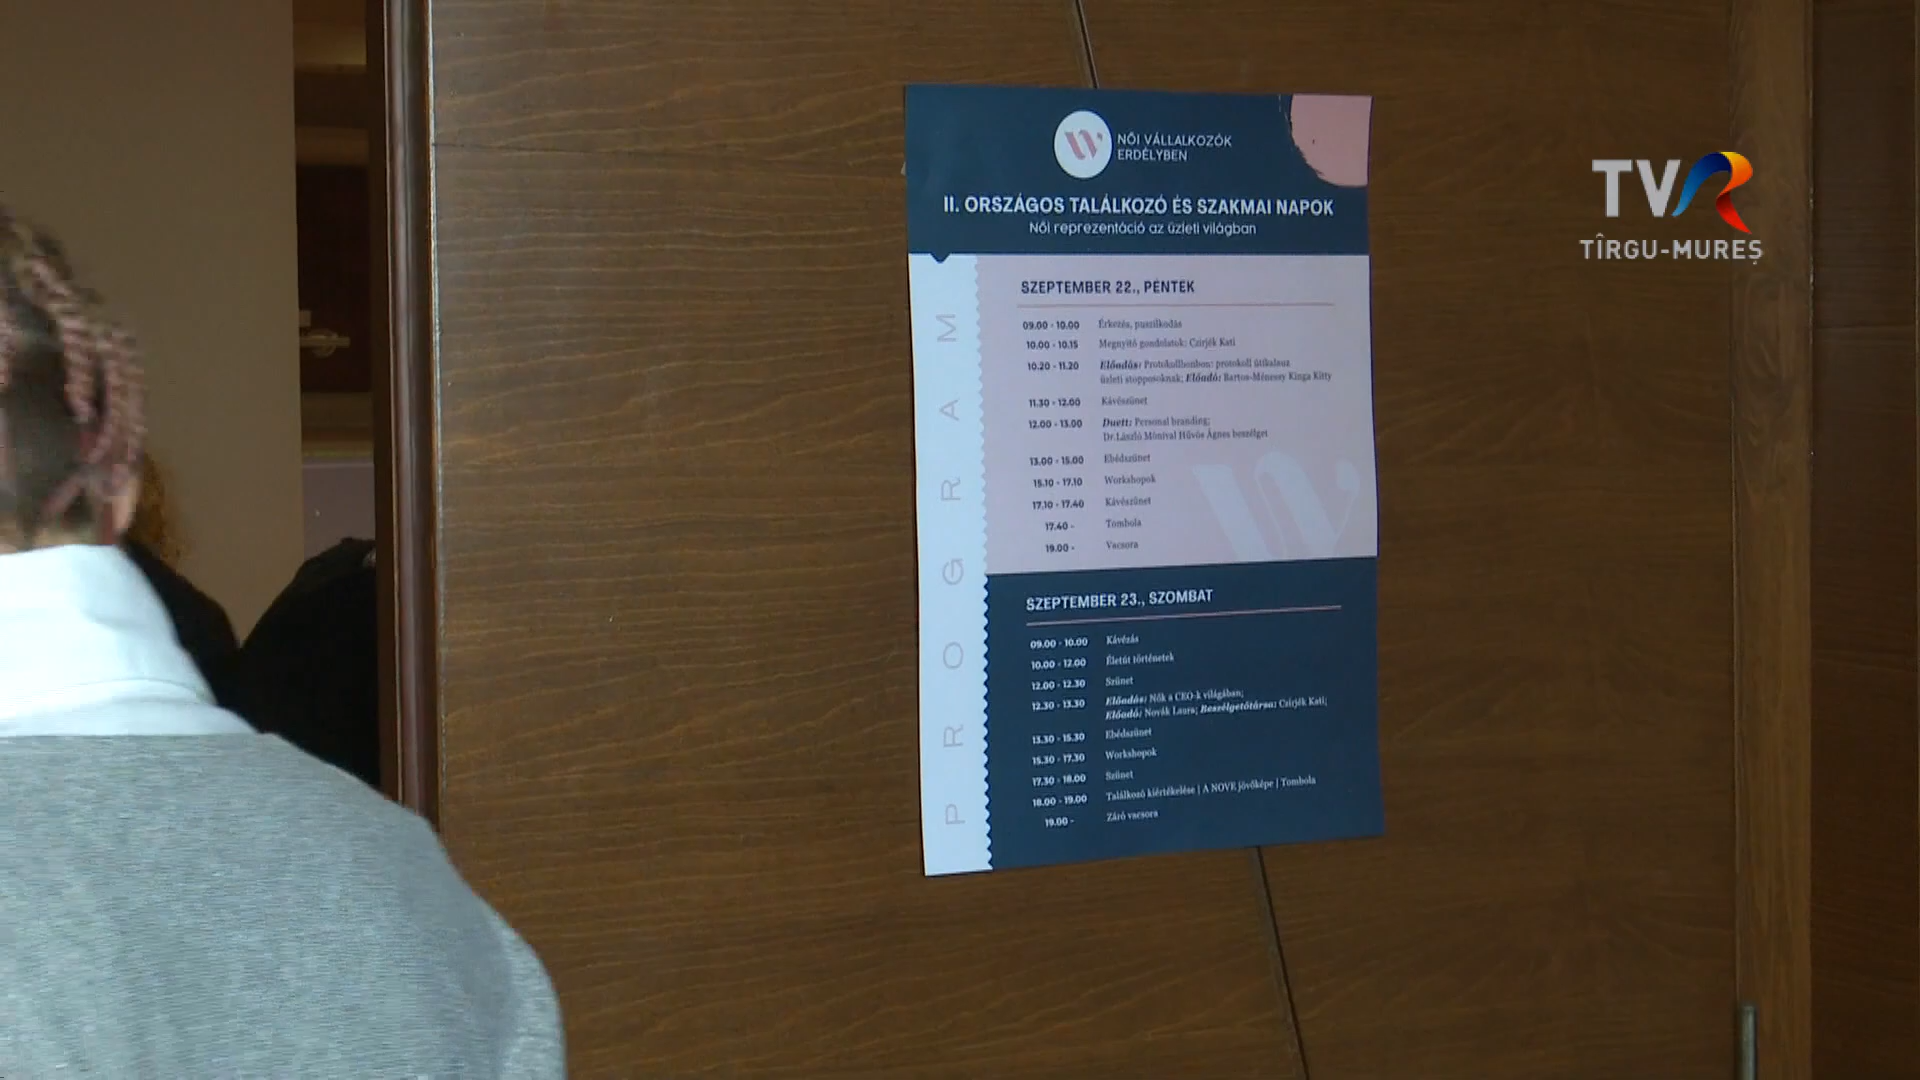 NŐI VÁLLALKOZÓK
ERDÉLYBEN
II. ORSZÁGOS TALÁLKOZÓ ÉS SZAKMAI NAPOK
Női reprezentáció az üzleti világban
PROGRAM
SZEPTEMBER 22., PÉNTEK
09.00 - 10.00 Érkezés, puszilkodás
10.00 - 10.15 Megnyitó gondolatok: Czirjék Kati
10.20 - 11.20 Előadás: Protokollbonbon: protokoll útikalauz
üzleti stopposoknak; Előadó: Bartos-Ménessy Kinga Kitty
11.30 - 12.00 Kávészünet
12.00 - 13.00 Duett: Personal branding;
Dr.László Mónival Hűvös Ágnes beszélget
13.00 - 15.00 Ebédszünet
15.10 - 17.10 Workshopok
17.10 - 17.40 Kávészünet
17.40 - Tombola
19.00 - Vacsora
SZEPTEMBER 23., SZOMBAT
09.00 - 10.00 Kávézás
10.00 - 12.00 Életút történetek
12.00 - 12.30 Szünet
12.30 - 13.30 Előadás: Nők a CEO-k világában;
Előadó: Novák Laura; Beszélgetőtársa: Czirjék Kati;
13.30 - 15.30 Ebédszünet
15.30 - 17.30 Workshopok
17.30 - 18.00 Szünet
18.00 - 19.00 Találkozó kiértékelése | A NOVE jövőképe | Tombola
19.00 - Záró vacsora
TVR
TÎRGU-MUREȘ